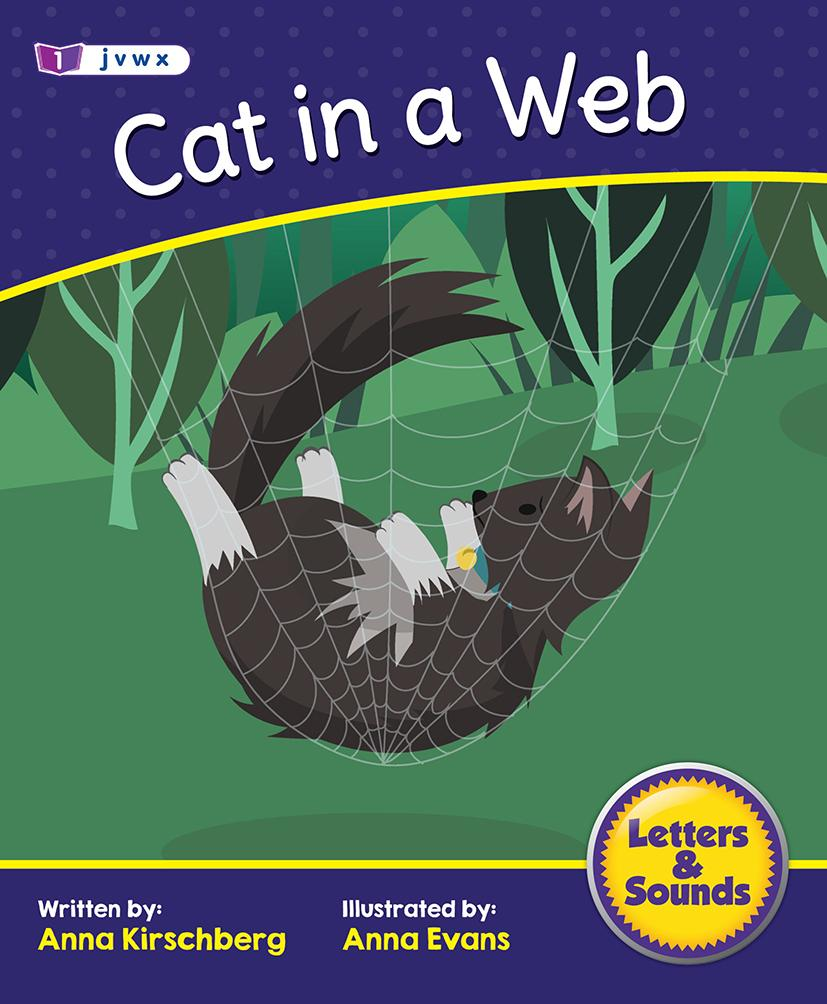 1 j v w x
Cat in a Web
Letters
&
Sounds
Written by:
Anna Kirschberg
Illustrated by:
Anna Evans